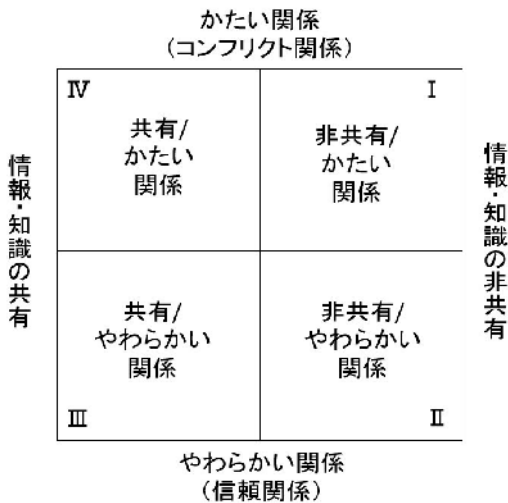 かたい関係
(コンフリクト関係)
Ⅳ
共有/
かたい
関係
Ⅰ
非共有/
かたい
関係
情報・知識の共有
情報・知識の非共有
共有/
やわらかい
関係
Ⅲ
非共有/
やわらかい
関係
Ⅱ
やわらかい関係
(信頼関係)